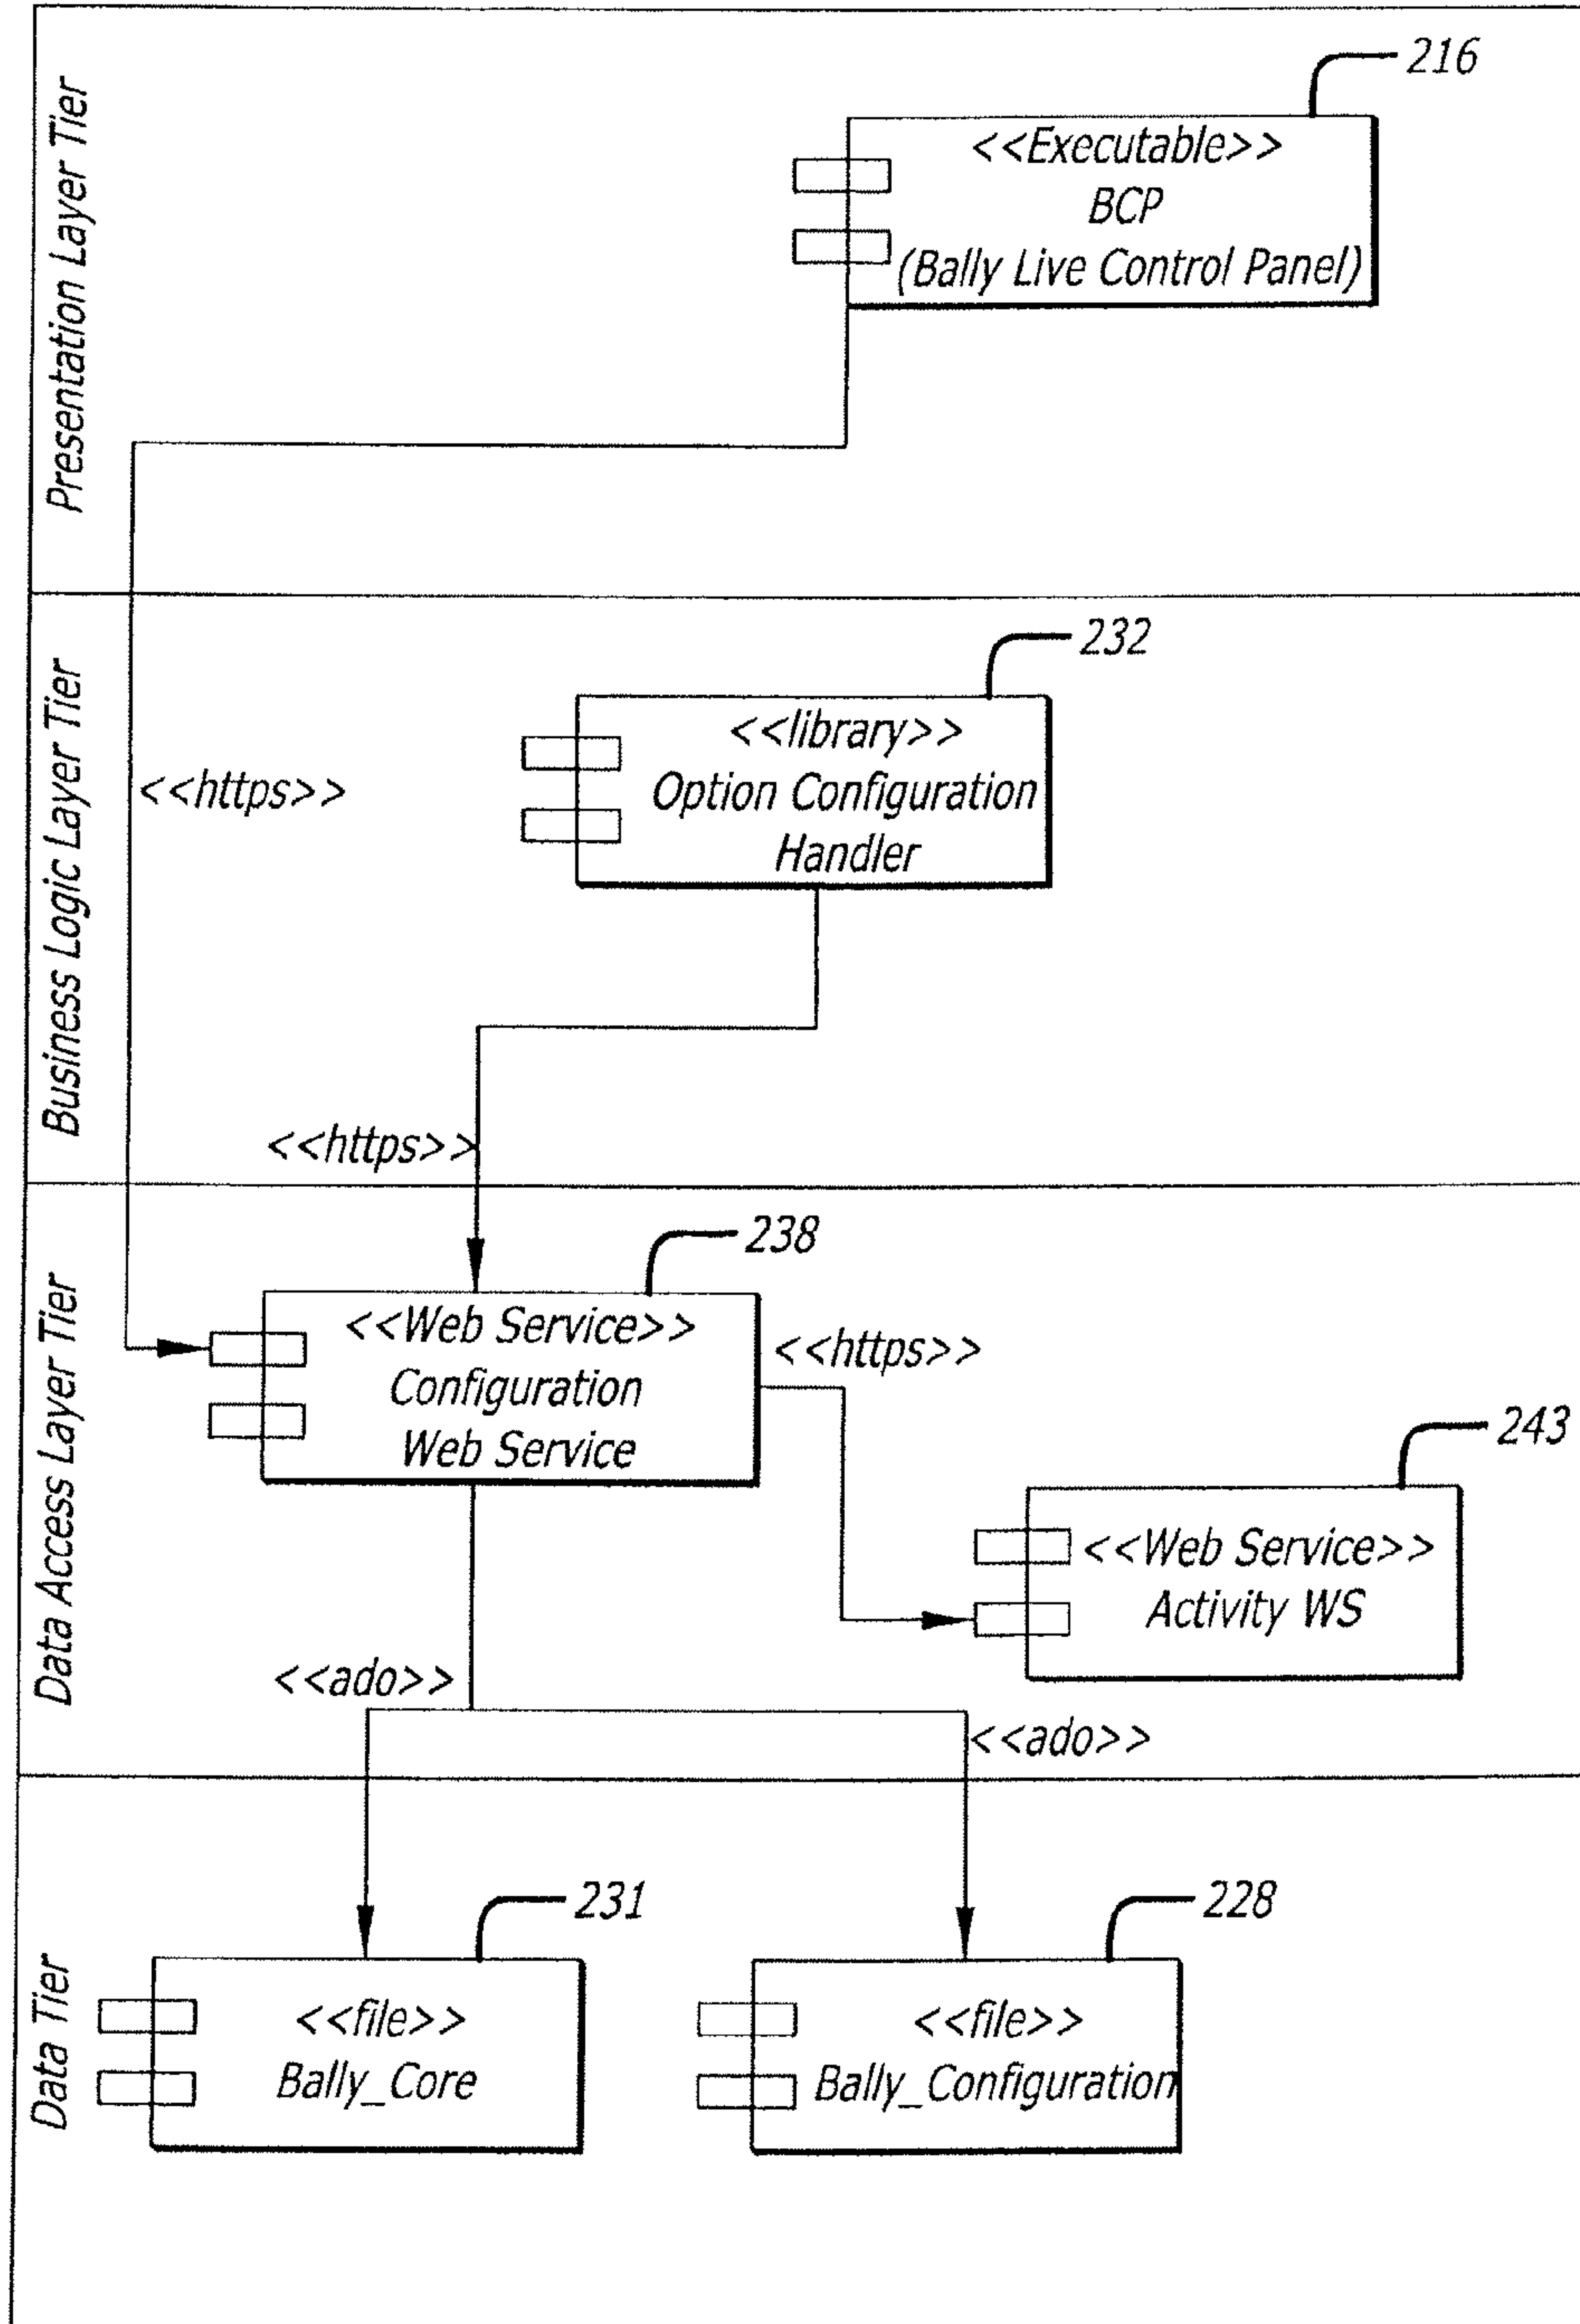 Presentation Layer Tier
216
<<Executable>>
BCP
(Bally Live Control Panel)
Business Logic Layer Tier
232
<<library>>
Option Configuration
Handler
<<https>>
<<https>>
Data Access Layer Tier
238
<<Web Service>>
Configuration
Web Service
<<https>>
243
<<Web Service>>
Activity WS
<<ado>>
<<ado>>
Data Tier
231
<<file>>
Bally_Core
228
<<file>>
Bally_Configuration